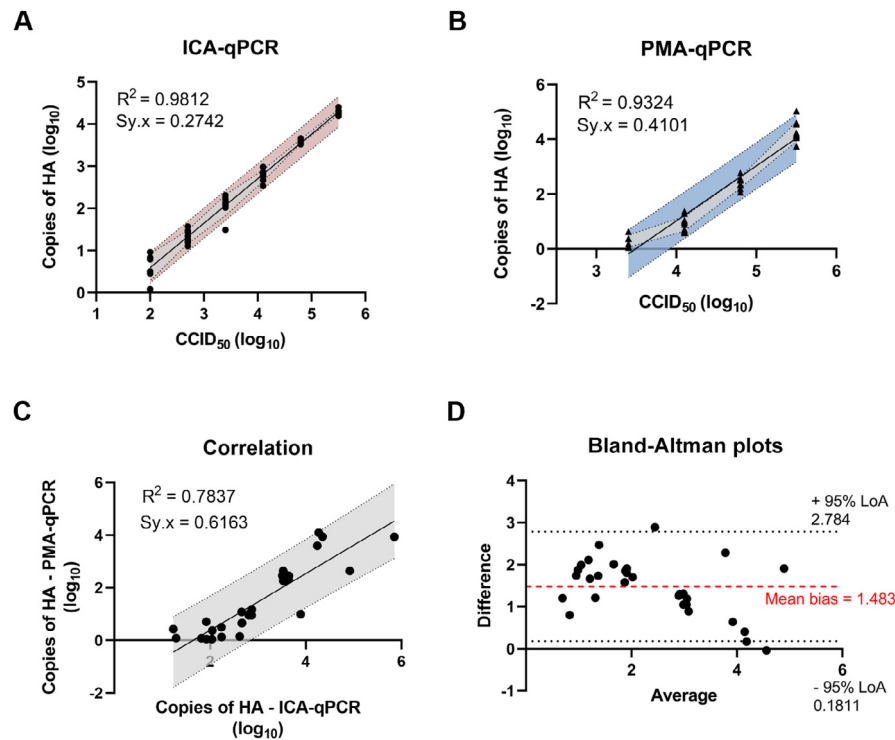 A
ICA-qPCR
R² = 0.9812
Sy.x = 0.2742
Copies of HA (log₁₀)
5
4
3
2
1
0
1
2
3
4
5
6
CCID₅₀ (log₁₀)
B
PMA-qPCR
R² = 0.9324
Sy.x = 0.4101
Copies of HA (log₁₀)
6
4
2
0
-2
3
4
5
6
CCID₅₀ (log₁₀)
C
Correlation
R² = 0.7837
Sy.x = 0.6163
Copies of HA - PMA-qPCR
(log₁₀)
6
4
2
0
-2
2
4
6
Copies of HA - ICA-qPCR
(log₁₀)
D
Bland-Altman plots
Difference
4
3
2
1
0
-1
2
4
6
Average
+ 95% LoA
2.784
Mean bias = 1.483
- 95% LoA
0.1811